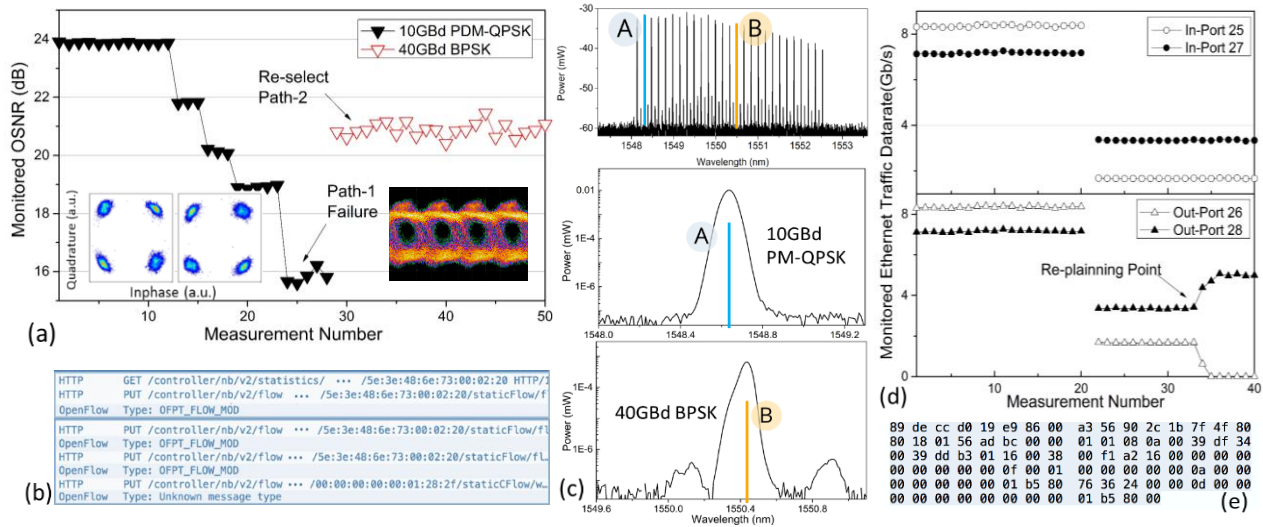 24
22
20
18
16
10
20
30
40
50
Monitored OSNR (dB)
10GBd PDM-QPSK
40GBd BPSK
Re-select
Path-2
Path-1
Failure
Quadrature (a.u.)
Inphase (a.u.)
Measurement Number
(a)
HTTP GET /controller/nb/v2/statistics/ ••• /5e:3e:48:6e:73:00:02:20 HTTP/1
HTTP PUT /controller/nb/v2/flow ••• /5e:3e:48:6e:73:00:02:20/staticFlow/f
OpenFlow Type: OFPT_FLOW_MOD
HTTP PUT /controller/nb/v2/flow ••• /5e:3e:48:6e:73:00:02:20/staticFlow/f
OpenFlow Type: OFPT_FLOW_MOD
HTTP PUT /controller/nb/v2/flow ••• /5e:3e:48:6e:73:00:02:20/staticFlow/fl…
OpenFlow Type: OFPT_FLOW_MOD
HTTP PUT /controller/nb/v2/flow ••• /00:00:00:00:00:01:28:2f/staticCFlow/w…
OpenFlow Type: Unknown message type
(b)
A
B
-30
-40
-50
-60
Power (mW)
1548 1549 1550 1551 1552 1553
Wavelength (nm)
A
10GBd
PM-QPSK
0.01
1E-4
1E-6
Power (mW)
1548.0 1548.4 1548.8 1549.2
40GBd BPSK
B
1E-4
1E-6
Power (mW)
1549.6 1550.0 1550.4 1550.8
Wavelength (nm)
(c)
Monitored Ethernet Traffic Datarate(Gb/s)
8
4
In-Port 25
In-Port 27
8
4
0
Out-Port 26
Out-Port 28
Re-plainning Point
10 20 30 40
Measurement Number
(d)
89 de cc d0 19 e9 86 00 a3 56 90 2c 1b 7f 4f 80
80 18 01 56 ad bc 00 00 01 01 08 0a 00 39 df 34
00 39 dd b3 01 16 00 38 00 f1 a2 16 00 00 00 00
00 00 00 00 00 0f 00 01 00 00 00 00 00 0a 00 00
00 00 00 00 00 01 b5 80 76 36 24 00 00 0d 00 00
00 00 00 00 00 00 00 00 01 b5 80 00
(e)